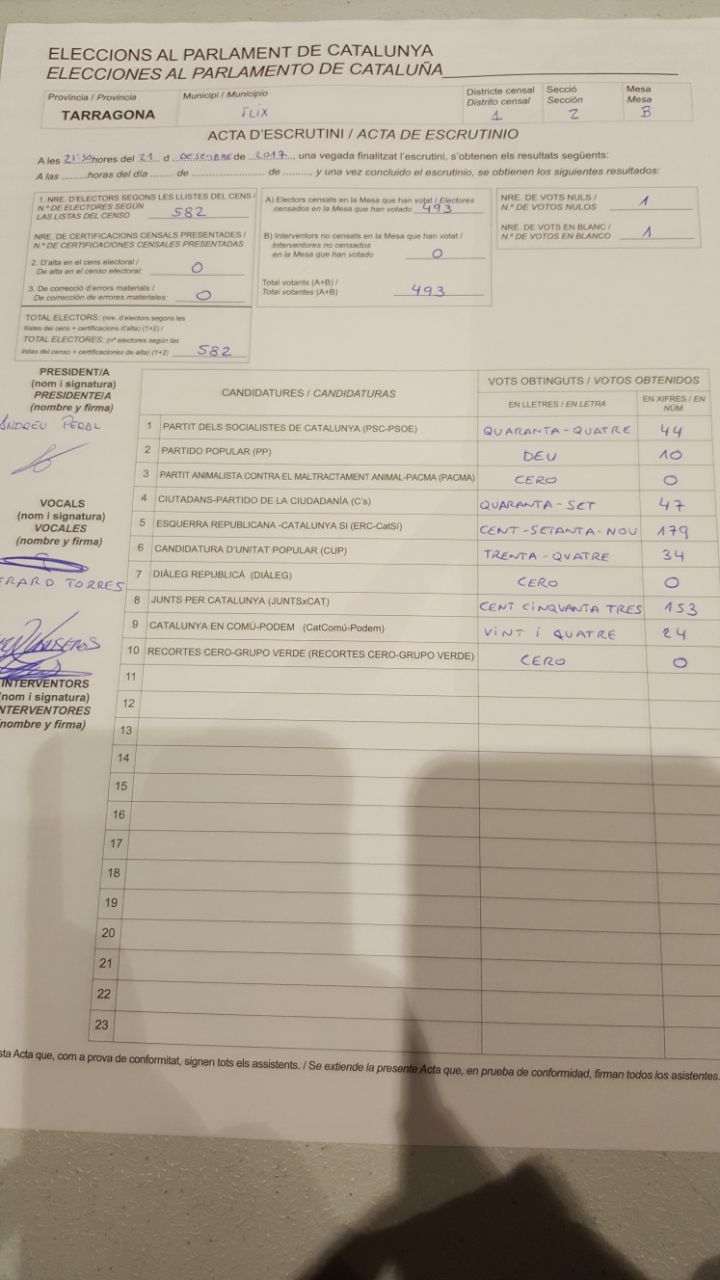 ELECCIONS AL PARLAMENT DE CATALUNYA
ELECCIONES AL PARLAMENTO DE CATALUÑA
Provincia / Provincia
TARRAGONA
Municipi / Municipio
FLIX
Districte censal
Distrito censal
1
Secció
Sección
2
Mesa
Mesa
B
ACTA D'ESCRUTINI / ACTA DE ESCRUTINIO
A les 21:30 hores del 21 d DESEMBRE de 2017, una vegada finalitzat l'escrutini, s'obtenen els resultats següents:
A las ........horas del día ....... de ........................ de ........., y una vez concluido el escrutinio, se obtienen los siguientes resultados:
1. NRE. D'ELECTORS SEGONS LES LLISTES DEL CENS /
N.º DE ELECTORES SEGÚN
LAS LISTAS DEL CENSO 582
NRE. DE CERTIFICACIONS CENSALS PRESENTADES /
N.º DE CERTIFICACIONES CENSALES PRESENTADAS
2. D'alta en el cens electoral /
De alta en el censo electoral: 0
3. De correcció d'errors materials /
De corrección de errores materiales: 0
TOTAL ELECTORS: (nre. d'electors segons les
llistes del cens + certificacions d'alta) (1+2) /
TOTAL ELECTORES: (nº electores según las
listas del censo + certificaciones de alta) (1+2) 582
A) Electors censats en la Mesa que han votat / Electores
censados en la Mesa que han votado 493
B) Interventors no censats en la Mesa que han votat /
Interventores no censados
en la Mesa que han votado 0
Total votants (A+B) /
Total votantes (A+B) 493
NRE. DE VOTS NULS /
N.º DE VOTOS NULOS 1
NRE. DE VOTS EN BLANC /
N.º DE VOTOS EN BLANCO 1
PRESIDENT/A
(nom i signatura)
PRESIDENTE/A
(nombre y firma)
ANDREU PERAL
VOCALS
(nom i signatura)
VOCALES
(nombre y firma)
ERARD TORRES
INTERVENTORS
(nom i signatura)
INTERVENTORES
(nombre y firma)
CANDIDATURES / CANDIDATURAS
VOTS OBTINGUTS / VOTOS OBTENIDOS
EN LLETRES / EN LETRA
EN XIFRES / EN NÚM
1 PARTIT DELS SOCIALISTES DE CATALUNYA (PSC-PSOE) QUARANTA-QUATRE 44
2 PARTIDO POPULAR (PP) DEU 10
3 PARTIT ANIMALISTA CONTRA EL MALTRACTAMENT ANIMAL-PACMA (PACMA) CERO 0
4 CIUTADANS-PARTIDO DE LA CIUDADANÍA (C's) QUARANTA-SET 47
5 ESQUERRA REPUBLICANA -CATALUNYA SI (ERC-CatSí) CENT-SETANTA-NOU 179
6 CANDIDATURA D'UNITAT POPULAR (CUP) TRENTA-QUATRE 34
7 DIÀLEG REPUBLICÀ (DIÀLEG) CERO 0
8 JUNTS PER CATALUNYA (JUNTSxCAT) CENT CINQUANTA TRES 153
9 CATALUNYA EN COMÚ-PODEM (CatComú-Podem) VINT I QUATRE 24
10 RECORTES CERO-GRUPO VERDE (RECORTES CERO-GRUPO VERDE) CERO 0
11
12
13
14
15
16
17
18
19
20
21
22
23
sta Acta que, com a prova de conformitat, signen tots els assistents. / Se extiende la presente Acta que, en prueba de conformidad, firman todos los asistentes.